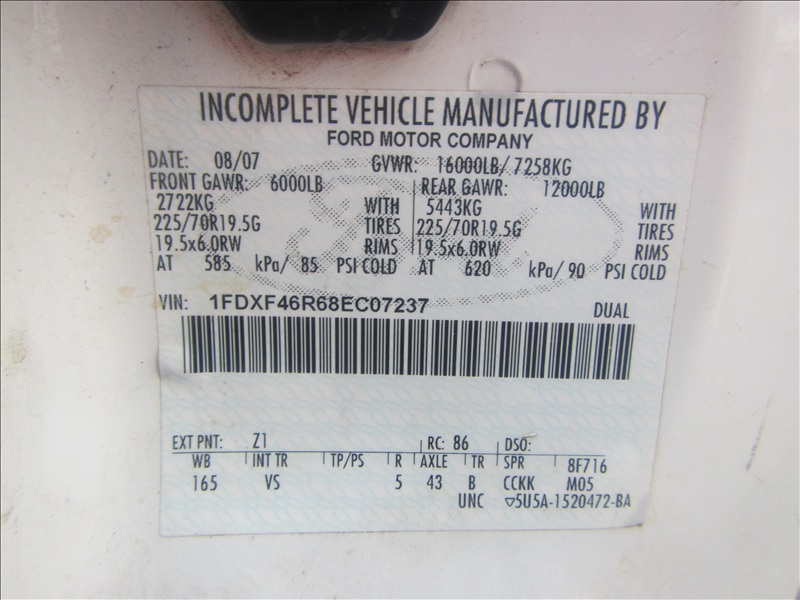 INCOMPLETE VEHICLE MANUFACTURED BY
FORD MOTOR COMPANY
DATE: 08/07 GVWR: 16000LB/ 7258KG
FRONT GAWR: 6000LB REAR GAWR: 12000LB
2722KG WITH 5443KG WITH
225/70R19.5G TIRES 225/70R19.5G TIRES
19.5x6.0RW RIMS 19.5x6.0RW RIMS
AT 585 kPa/ 85 PSI COLD AT 620 kPa/ 90 PSI COLD
VIN: 1FDXF46R68EC07237 DUAL
EXT PNT: Z1 RC: 86 DSO:
WB INT TR TP/PS R AXLE TR SPR 8F716
165 VS 5 43 B CCKK M05
UNC ▽5U5A-1520472-BA